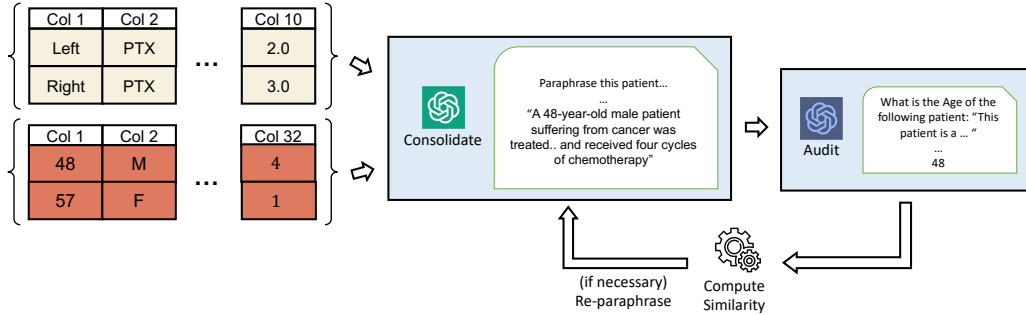 Col 1 Col 2 Col 10
Left PTX ... 2.0
Right PTX 3.0
Col 1 Col 2 Col 32
48 M ... 4
57 F 1
Consolidate
Paraphrase this patient...
...
“A 48-year-old male patient
suffering from cancer was
treated.. and received four cycles
of chemotherapy”
Audit
What is the Age of the
following patient: “This
patient is a ... “
...
48
(if necessary)
Re-paraphrase
Compute
Similarity